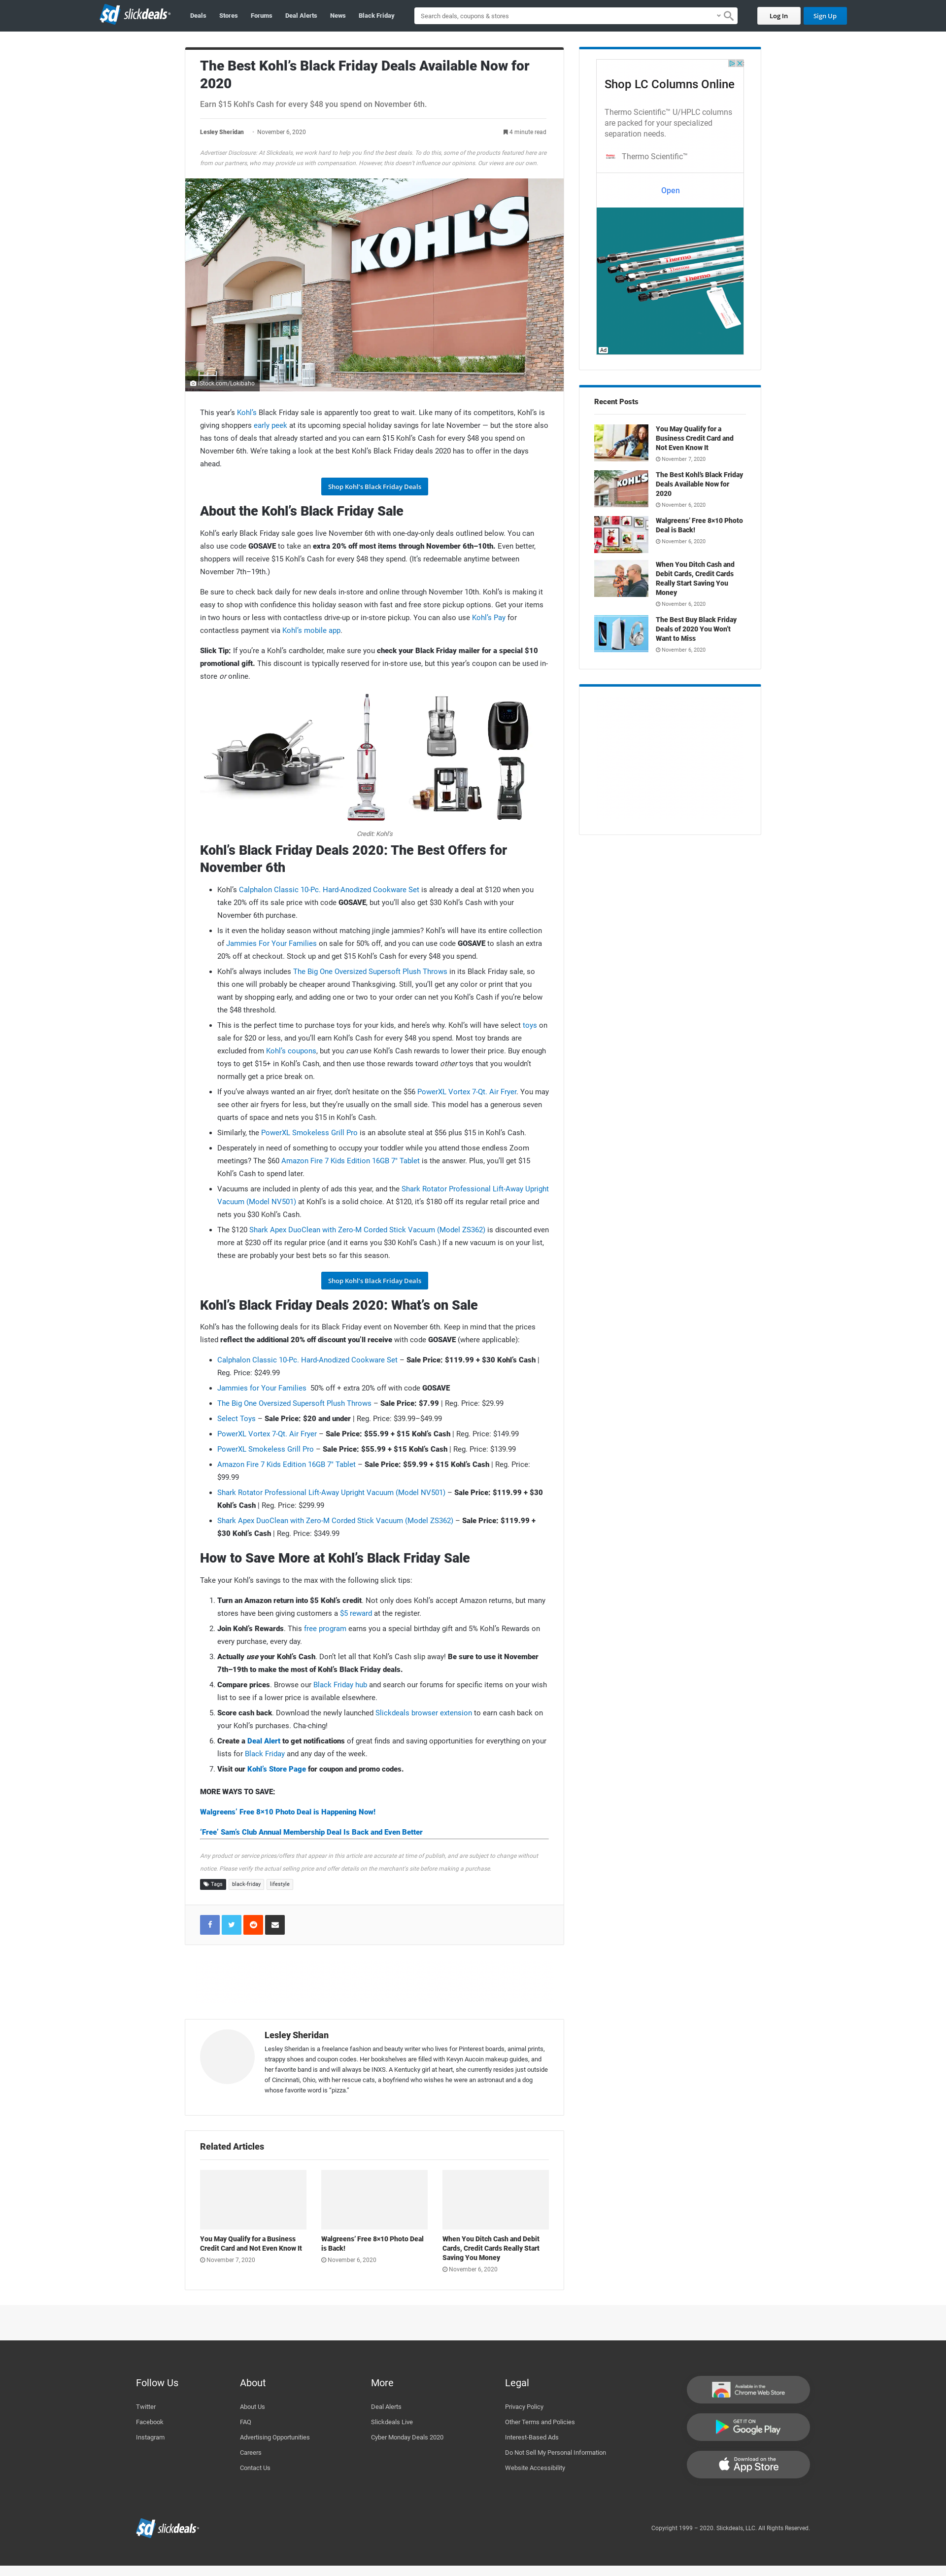 sd slickdeals
Deals
Stores
Forums
Deal Alerts
News
Black Friday
Search deals, coupons & stores
Log In
Sign Up
The Best Kohl's Black Friday Deals Available Now for
2020
Earn $15 Kohl's Cash for every $48 you spend on November 6th.
Lesley Sheridan · November 6, 2020
4 minute read
Advertiser Disclosure: At Slickdeals, we work hard to help you find the best deals. To do this, some of the products featured here are
from our partners, who may provide us with compensation. However, this doesn't influence our opinions. Our views are our own.
KOHL'S
iStock.com/Lokibaho
This year's Kohl's Black Friday sale is apparently too great to wait. Like many of its competitors, Kohl's is
giving shoppers early peek at its upcoming special holiday savings for late November — but the store also
has tons of deals that already started and you can earn $15 Kohl's Cash for every $48 you spend on
November 6th. We're taking a look at the best Kohl's Black Friday deals 2020 has to offer in the days
ahead.
Shop Kohl's Black Friday Deals
About the Kohl's Black Friday Sale
Kohl's early Black Friday sale goes live November 6th with one-day-only deals outlined below. You can
also use code GOSAVE to take an extra 20% off most items through November 6th–10th. Even better,
shoppers will receive $15 Kohl's Cash for every $48 they spend. (It's redeemable anytime between
November 7th–19th.)
Be sure to check back daily for new deals in-store and online through November 10th. Kohl's is making it
easy to shop with confidence this holiday season with fast and free store pickup options. Get your items
in two hours or less with contactless drive-up or in-store pickup. You can also use Kohl's Pay for
contactless payment via Kohl's mobile app.
Slick Tip: If you're a Kohl's cardholder, make sure you check your Black Friday mailer for a special $10
promotional gift. This discount is typically reserved for in-store use, but this year's coupon can be used in-
store or online.
Credit: Kohl's
Kohl's Black Friday Deals 2020: The Best Offers for
November 6th
• Kohl's Calphalon Classic 10-Pc. Hard-Anodized Cookware Set is already a deal at $120 when you
take 20% off its sale price with code GOSAVE, but you'll also get $30 Kohl's Cash with your
November 6th purchase.
• Is it even the holiday season without matching jingle jammies? Kohl's will have its entire collection
of Jammies For Your Families on sale for 50% off, and you can use code GOSAVE to slash an extra
20% off at checkout. Stock up and get $15 Kohl's Cash for every $48 you spend.
• Kohl's always includes The Big One Oversized Supersoft Plush Throws in its Black Friday sale, so
this one will probably be cheaper around Thanksgiving. Still, you'll get any color or print that you
want by shopping early, and adding one or two to your order can net you Kohl's Cash if you're below
the $48 threshold.
• This is the perfect time to purchase toys for your kids, and here's why. Kohl's will have select toys on
sale for $20 or less, and you'll earn Kohl's Cash for every $48 you spend. Most toy brands are
excluded from Kohl's coupons, but you can use Kohl's Cash rewards to lower their price. Buy enough
toys to get $15+ in Kohl's Cash, and then use those rewards toward other toys that you wouldn't
normally get a price break on.
• If you've always wanted an air fryer, don't hesitate on the $56 PowerXL Vortex 7-Qt. Air Fryer. You may
see other air fryers for less, but they're usually on the small side. This model has a generous seven
quarts of space and nets you $15 in Kohl's Cash.
• Similarly, the PowerXL Smokeless Grill Pro is an absolute steal at $56 plus $15 in Kohl's Cash.
• Desperately in need of something to occupy your toddler while you attend those endless Zoom
meetings? The $60 Amazon Fire 7 Kids Edition 16GB 7" Tablet is the answer. Plus, you'll get $15
Kohl's Cash to spend later.
• Vacuums are included in plenty of ads this year, and the Shark Rotator Professional Lift-Away Upright
Vacuum (Model NV501) at Kohl's is a solid choice. At $120, it's $180 off its regular retail price and
nets you $30 Kohl's Cash.
• The $120 Shark Apex DuoClean with Zero-M Corded Stick Vacuum (Model ZS362) is discounted even
more at $230 off its regular price (and it earns you $30 Kohl's Cash.) If a new vacuum is on your list,
these are probably your best bets so far this season.
Shop Kohl's Black Friday Deals
Kohl's Black Friday Deals 2020: What's on Sale
Kohl's has the following deals for its Black Friday event on November 6th. Keep in mind that the prices
listed reflect the additional 20% off discount you'll receive with code GOSAVE (where applicable):
• Calphalon Classic 10-Pc. Hard-Anodized Cookware Set – Sale Price: $119.99 + $30 Kohl's Cash |
Reg. Price: $249.99
• Jammies for Your Families 50% off + extra 20% off with code GOSAVE
• The Big One Oversized Supersoft Plush Throws – Sale Price: $7.99 | Reg. Price: $29.99
• Select Toys – Sale Price: $20 and under | Reg. Price: $39.99–$49.99
• PowerXL Vortex 7-Qt. Air Fryer – Sale Price: $55.99 + $15 Kohl's Cash | Reg. Price: $149.99
• PowerXL Smokeless Grill Pro – Sale Price: $55.99 + $15 Kohl's Cash | Reg. Price: $139.99
• Amazon Fire 7 Kids Edition 16GB 7" Tablet – Sale Price: $59.99 + $15 Kohl's Cash | Reg. Price:
$99.99
• Shark Rotator Professional Lift-Away Upright Vacuum (Model NV501) – Sale Price: $119.99 + $30
Kohl's Cash | Reg. Price: $299.99
• Shark Apex DuoClean with Zero-M Corded Stick Vacuum (Model ZS362) – Sale Price: $119.99 +
$30 Kohl's Cash | Reg. Price: $349.99
How to Save More at Kohl's Black Friday Sale
Take your Kohl's savings to the max with the following slick tips:
1. Turn an Amazon return into $5 Kohl's credit. Not only does Kohl's accept Amazon returns, but many
stores have been giving customers a $5 reward at the register.
2. Join Kohl's Rewards. This free program earns you a special birthday gift and 5% Kohl's Rewards on
every purchase, every day.
3. Actually use your Kohl's Cash. Don't let all that Kohl's Cash slip away! Be sure to use it November
7th–19th to make the most of Kohl's Black Friday deals.
4. Compare prices. Browse our Black Friday hub and search our forums for specific items on your wish
list to see if a lower price is available elsewhere.
5. Score cash back. Download the newly launched Slickdeals browser extension to earn cash back on
your Kohl's purchases. Cha-ching!
6. Create a Deal Alert to get notifications of great finds and saving opportunities for everything on your
lists for Black Friday and any day of the week.
7. Visit our Kohl's Store Page for coupon and promo codes.
MORE WAYS TO SAVE:
Walgreens' Free 8×10 Photo Deal is Happening Now!
'Free' Sam's Club Annual Membership Deal Is Back and Even Better
Any product or service prices/offers that appear in this article are accurate at time of publish, and are subject to change without
notice. Please verify the actual selling price and offer details on the merchant's site before making a purchase.
Tags
black-friday
lifestyle
Lesley Sheridan
Lesley Sheridan is a freelance fashion and beauty writer who lives for Pinterest boards, animal prints,
strappy shoes and coupon codes. Her bookshelves are filled with Kevyn Aucoin makeup guides, and
her favorite band is and will always be INXS. A Kentucky girl at heart, she currently resides just outside
of Cincinnati, Ohio, with her rescue cats, a boyfriend who wishes he were an astronaut and a dog
whose favorite word is "pizza."
Related Articles
You May Qualify for a Business
Credit Card and Not Even Know It
November 7, 2020
Walgreens' Free 8×10 Photo Deal
is Back!
November 6, 2020
When You Ditch Cash and Debit
Cards, Credit Cards Really Start
Saving You Money
November 6, 2020
Shop LC Columns Online
Thermo Scientific™ U/HPLC columns
are packed for your specialized
separation needs.
Thermo Scientific™
Open
Ad
Recent Posts
You May Qualify for a
Business Credit Card and
Not Even Know It
November 7, 2020
The Best Kohl's Black Friday
Deals Available Now for
2020
November 6, 2020
Walgreens' Free 8×10 Photo
Deal is Back!
November 6, 2020
When You Ditch Cash and
Debit Cards, Credit Cards
Really Start Saving You
Money
November 6, 2020
The Best Buy Black Friday
Deals of 2020 You Won't
Want to Miss
November 6, 2020
Follow Us
Twitter
Facebook
Instagram
About
About Us
FAQ
Advertising Opportunities
Careers
Contact Us
More
Deal Alerts
Slickdeals Live
Cyber Monday Deals 2020
Legal
Privacy Policy
Other Terms and Policies
Interest-Based Ads
Do Not Sell My Personal Information
Website Accessibility
Available in the
Chrome Web Store
GET IT ON
Google Play
Download on the
App Store
sd slickdeals
Copyright 1999 – 2020. Slickdeals, LLC. All Rights Reserved.